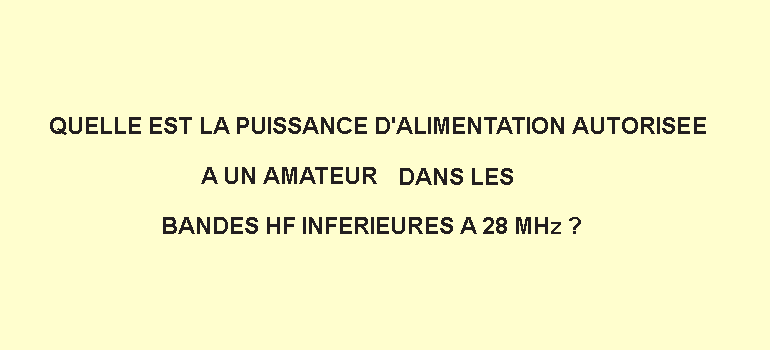 QUELLE EST LA PUISSANCE D'ALIMENTATION AUTORISEE
A UN AMATEUR DANS LES
BANDES HF INFERIEURES A 28 MHz ?